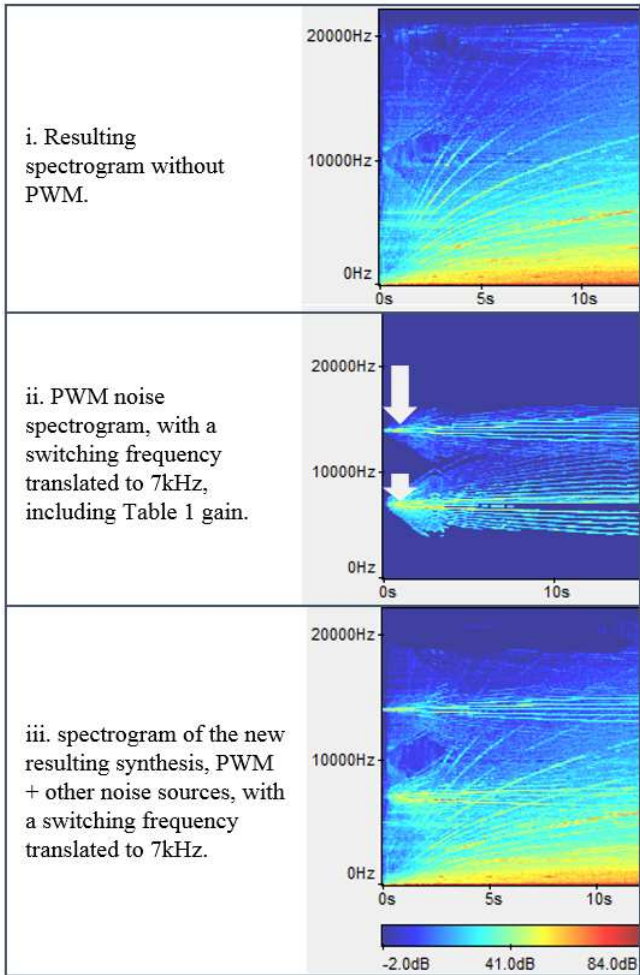 i. Resulting
spectrogram without
PWM.
20000Hz
10000Hz
0Hz
0s 5s 10s
ii. PWM noise
spectrogram, with a
switching frequency
translated to 7kHz,
including Table 1 gain.
20000Hz
10000Hz
0Hz
0s 10s
iii. spectrogram of the new
resulting synthesis, PWM
+ other noise sources, with
a switching frequency
translated to 7kHz.
20000Hz
10000Hz
0Hz
0s 5s 10s
-2.0dB 41.0dB 84.0dB